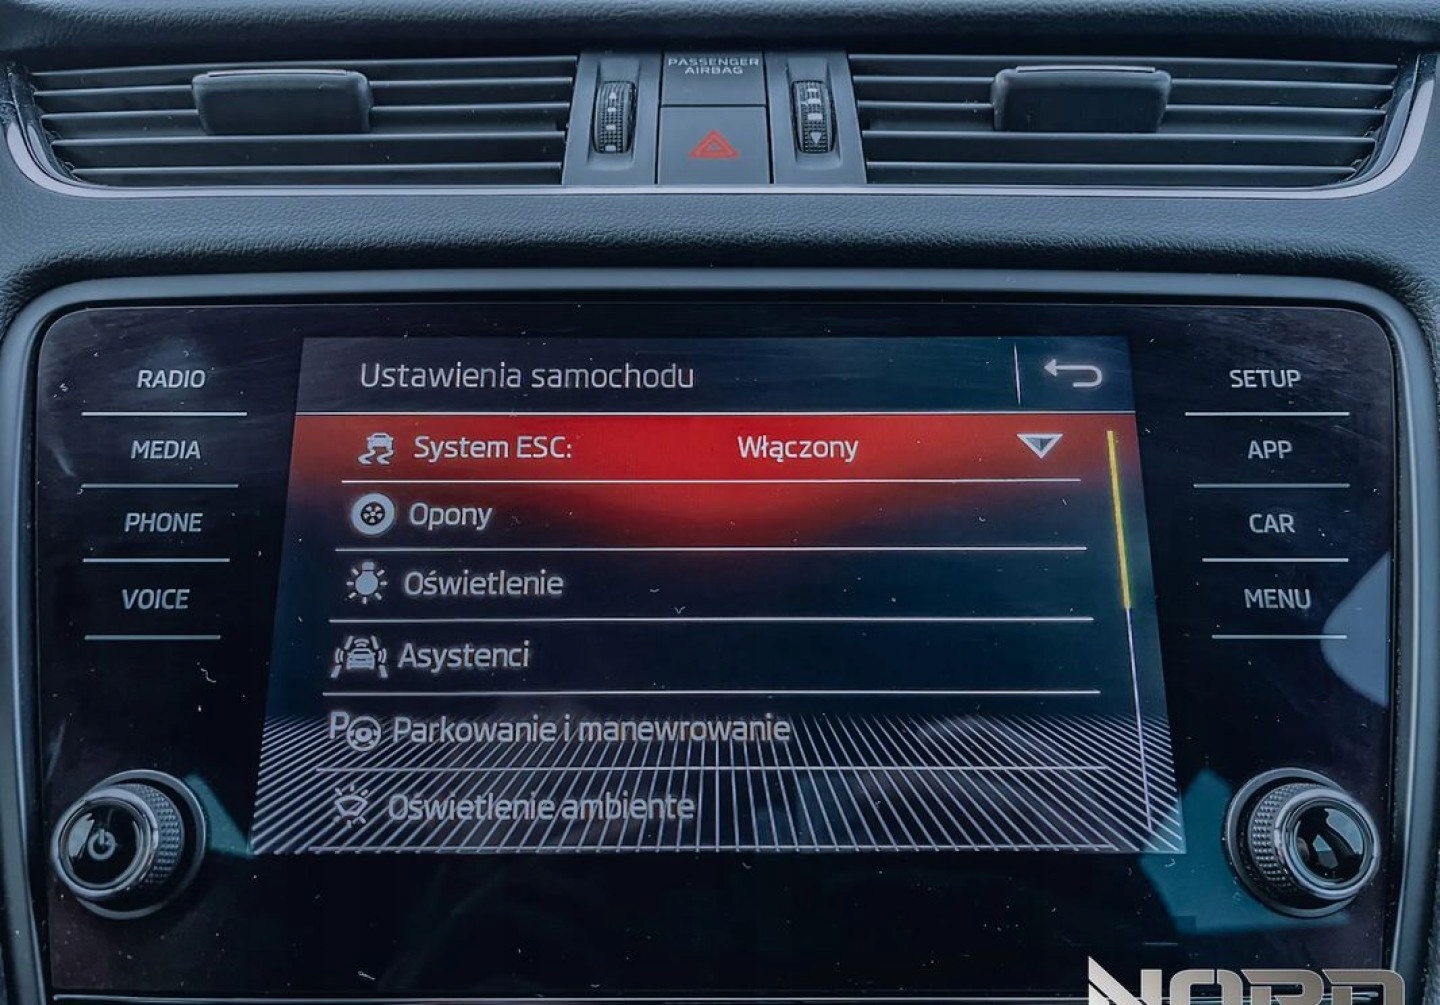 PASSENGER
AIRBAG
RADIO
MEDIA
PHONE
VOICE
Ustawienia samochodu
System ESC: Włączony
Opony
Oświetlenie
Asystenci
P Parkowanie i manewrowanie
Oświetlenie ambiente
SETUP
APP
CAR
MENU
NORD